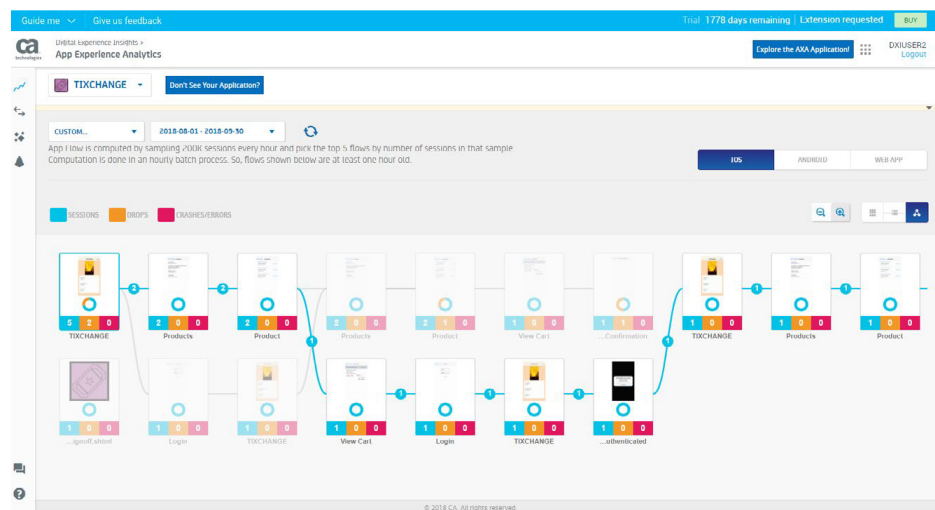 Guide me
Give us feedback
Trial 1778 days remaining | Extension requested
BUY
ca
technologies
Digital Experience Insights >
App Experience Analytics
Explore the AXA Application!
DXIUSER2
Logout
TIXCHANGE
Don't See Your Application?
CUSTOM...
2018-08-01 - 2018-09-30
App Flow is computed by sampling 200K sessions every hour and pick the top 5 flows by number of sessions in that sample
Computation is done in an hourly batch process. So, flows shown below are at least one hour old.
IOS
ANDROID
WEB APP
SESSIONS
DROPS
CRASHES/ERRORS
2 2 1 1
5 2 0
2 0 0
2 0 0
2 0 0
2 1 0
1 0 0
1 1 0
1 0 0
1 0 0
1 0 0
TIXCHANGE
Products
Product
Products
Product
View Cart
...Confirmation
TIXCHANGE
Products
Product
1 1
1 1 1
1 0 0
1 0 0
1 0 0
1 0 0
1 0 0
1 0 0
1 0 0
...ignoff.shtml
Login
TIXCHANGE
View Cart
Login
TIXCHANGE
...uthenticated
© 2018 CA. All rights reserved